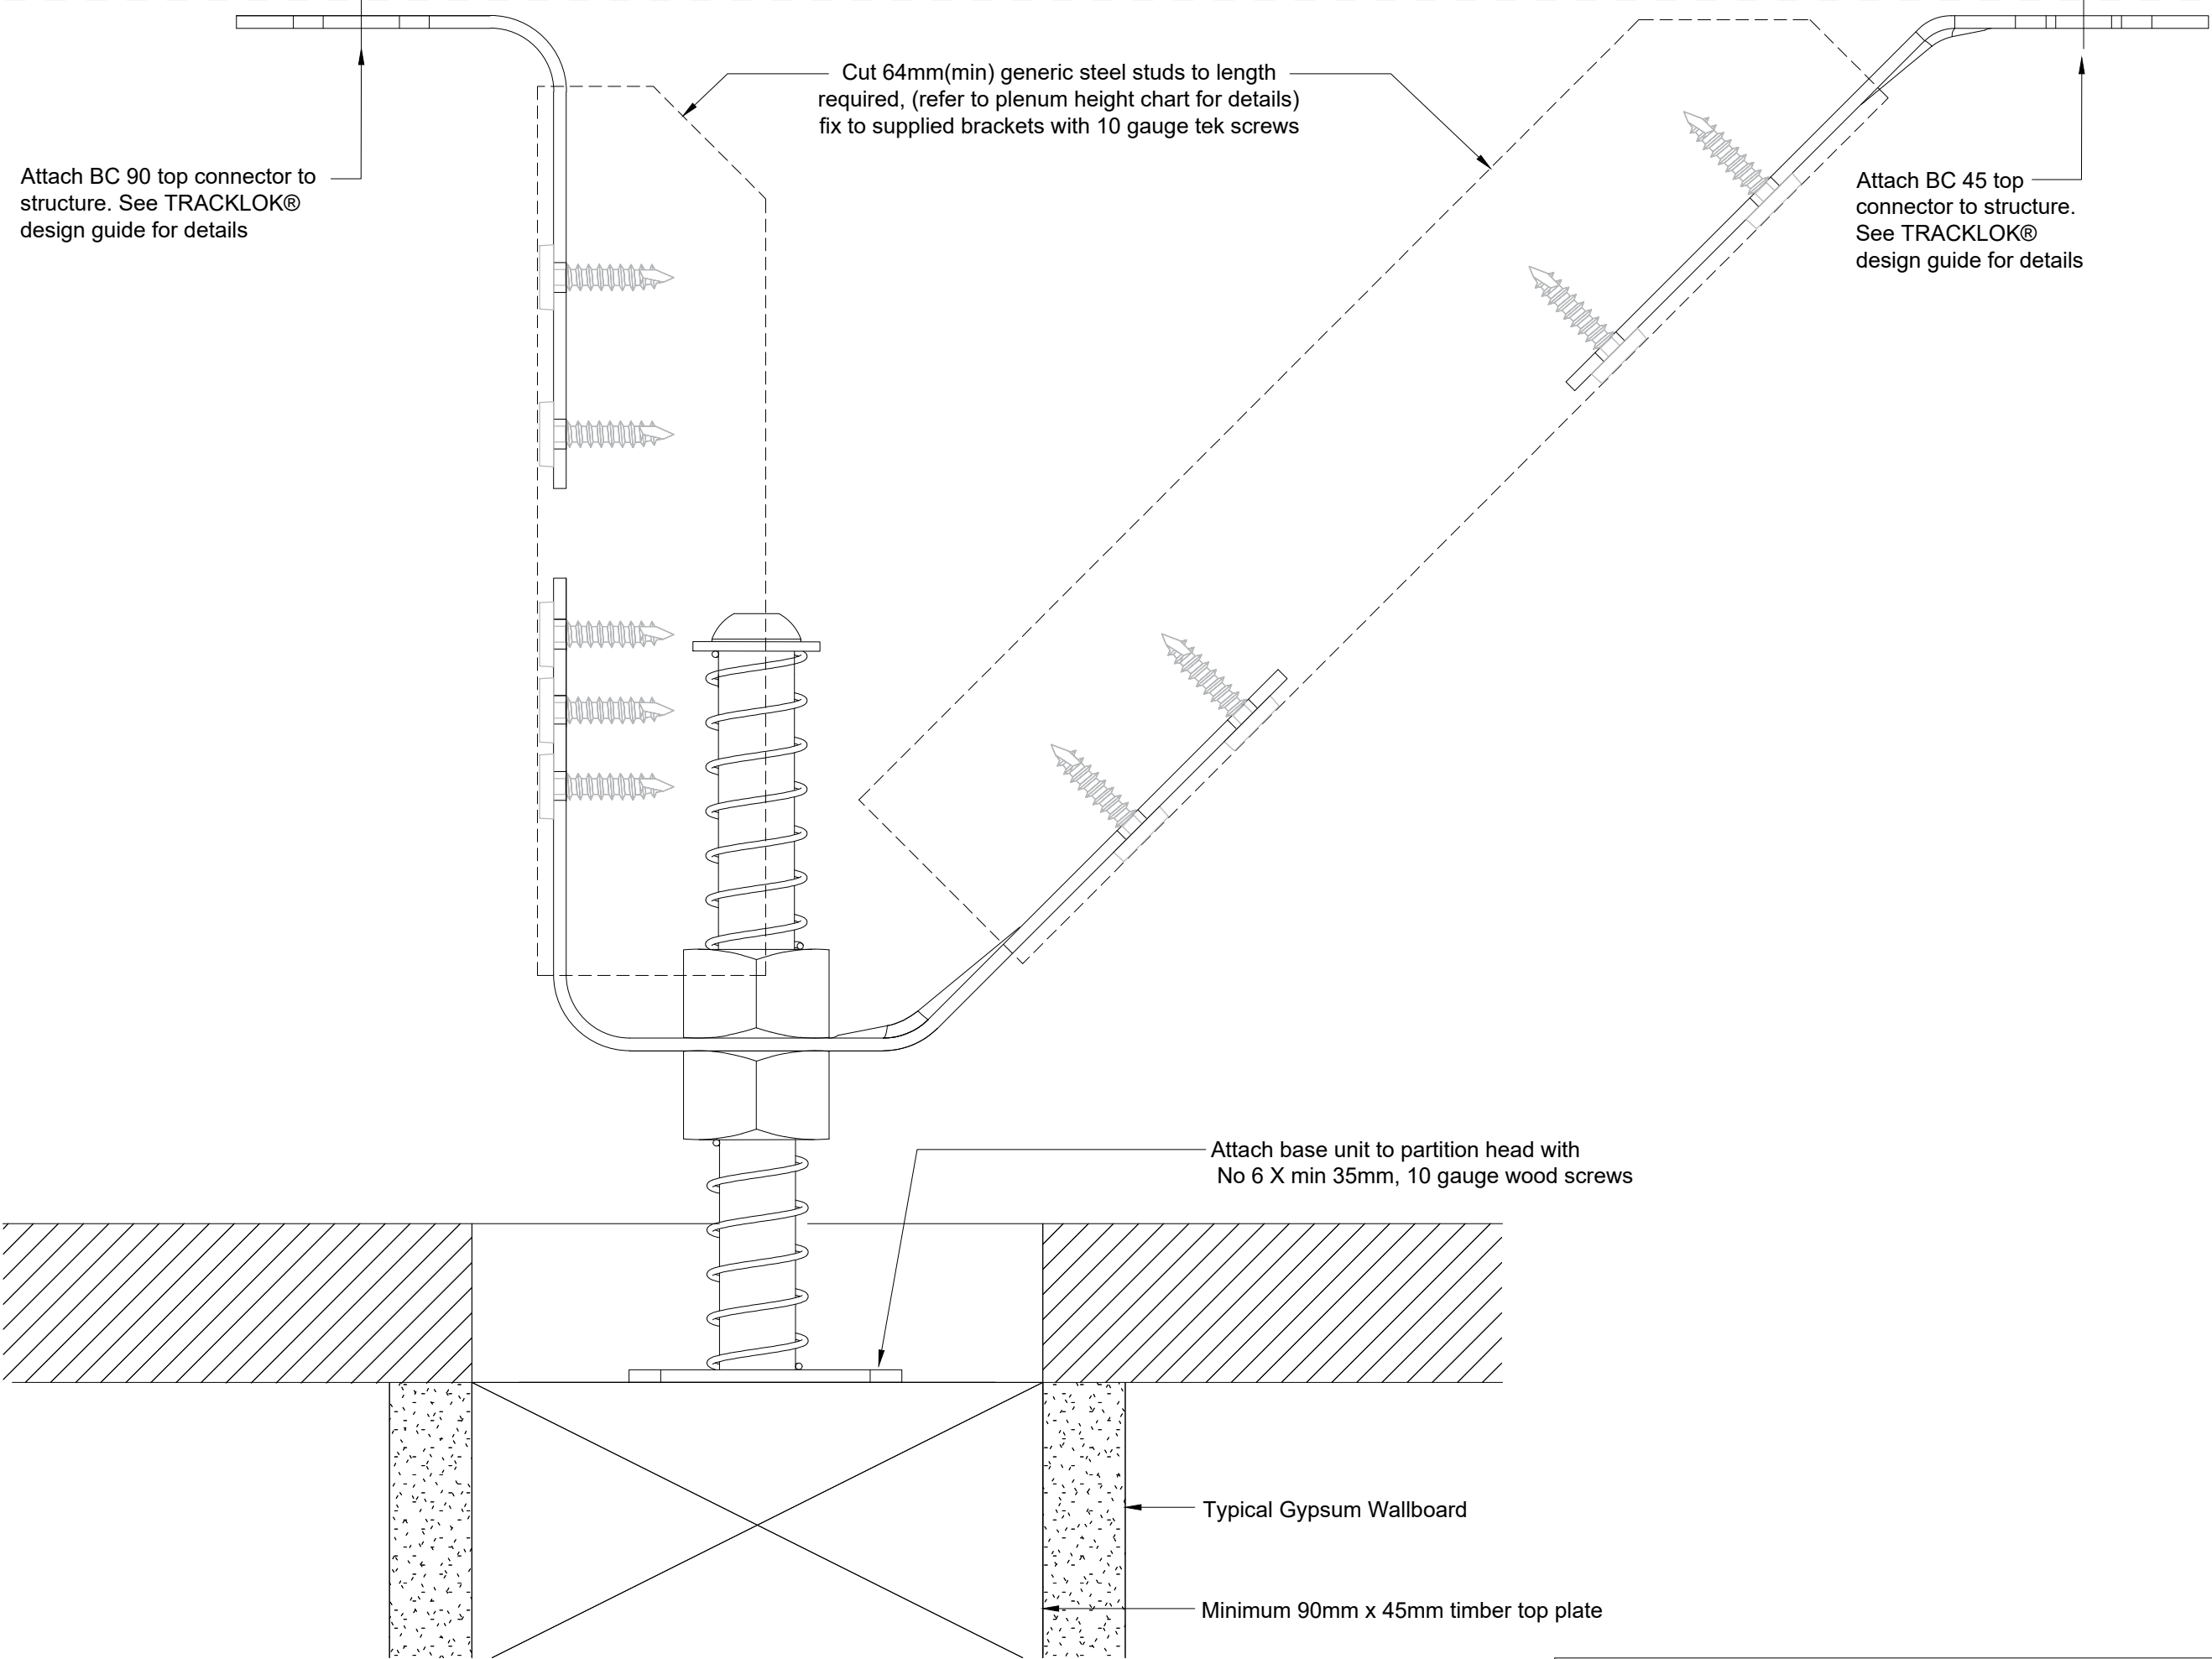 Cut 64mm(min) generic steel studs to length
required, (refer to plenum height chart for details)
fix to supplied brackets with 10 gauge tek screws
Attach BC 90 top connector to
structure. See TRACKLOK®
design guide for details
Attach BC 45 top
connector to structure.
See TRACKLOK®
design guide for details
Attach base unit to partition head with
No 6 X min 35mm, 10 gauge wood screws
Typical Gypsum Wallboard
Minimum 90mm x 45mm timber top plate